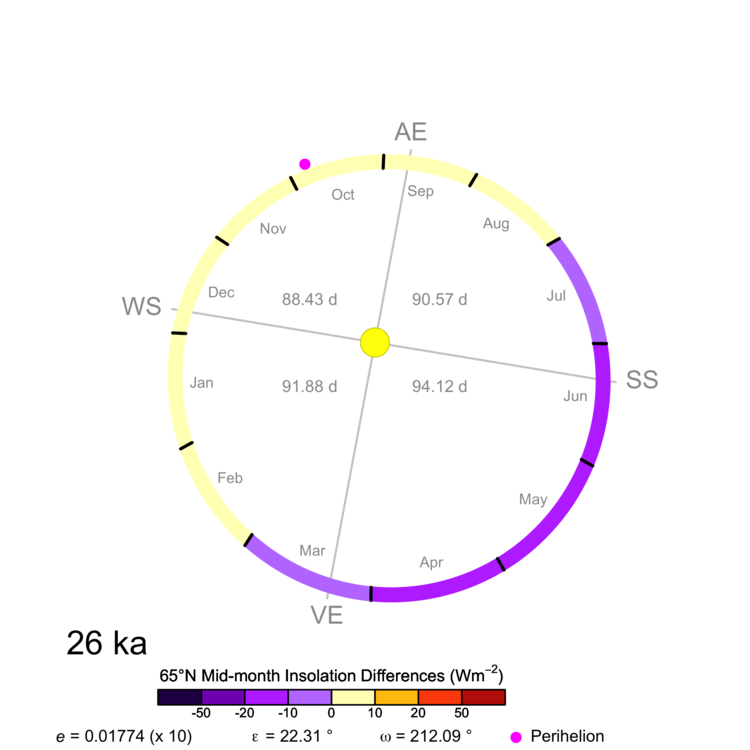 AE
Oct
Sep
Nov
Aug
Dec
Jul
WS
88.43 d
90.57 d
SS
Jan
91.88 d
94.12 d
Jun
Feb
May
Mar
Apr
VE
26 ka
65°N Mid-month Insolation Differences (Wm⁻²)
-50 -20 -10 0 10 20 50
e = 0.01774 (x 10) ε = 22.31 ° ω = 212.09 ° Perihelion